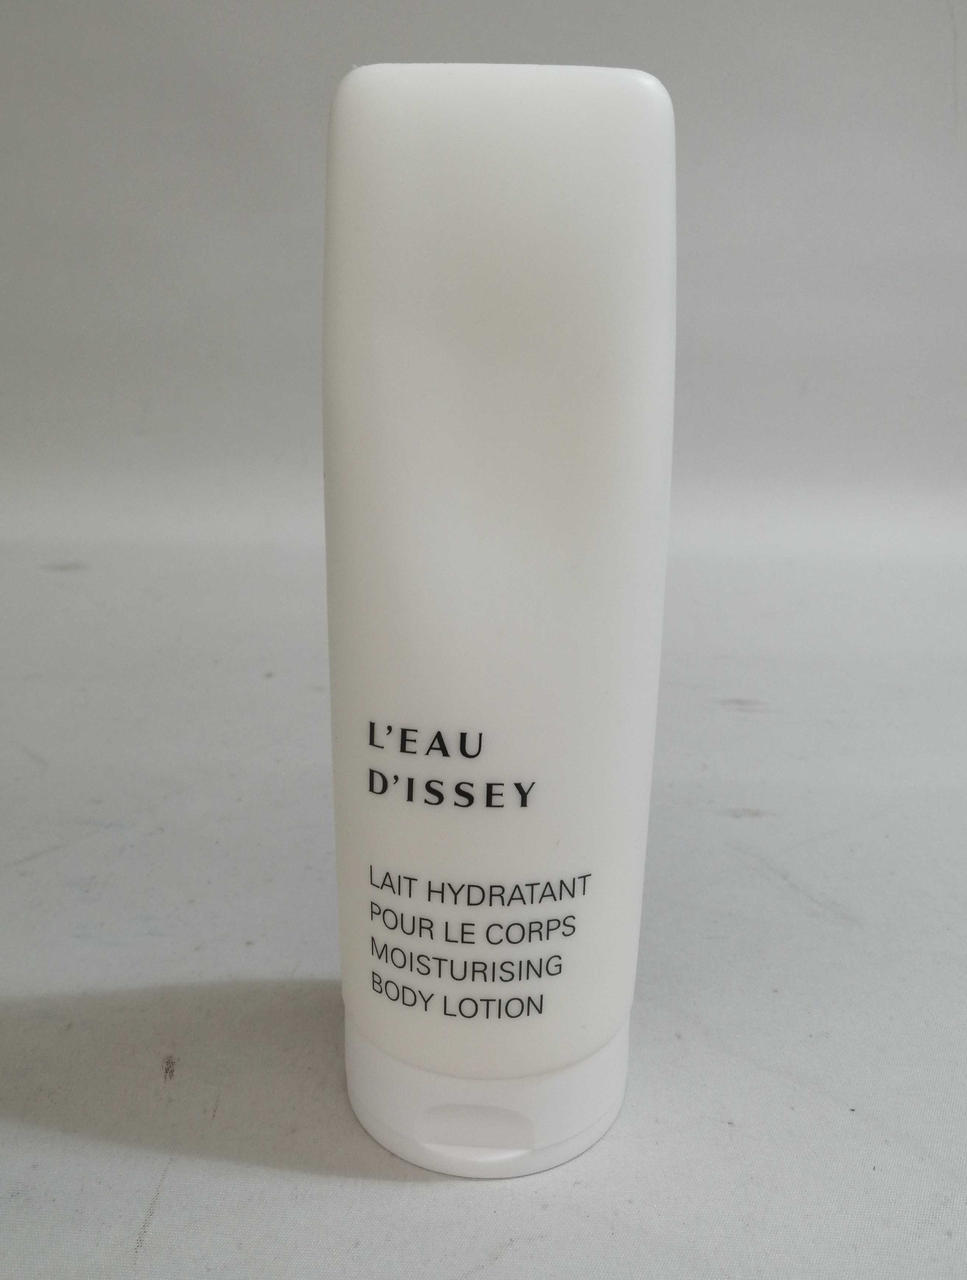 L'EAU
D'ISSEY
LAIT HYDRATANT
POUR LE CORPS
MOISTURISING
BODY LOTION